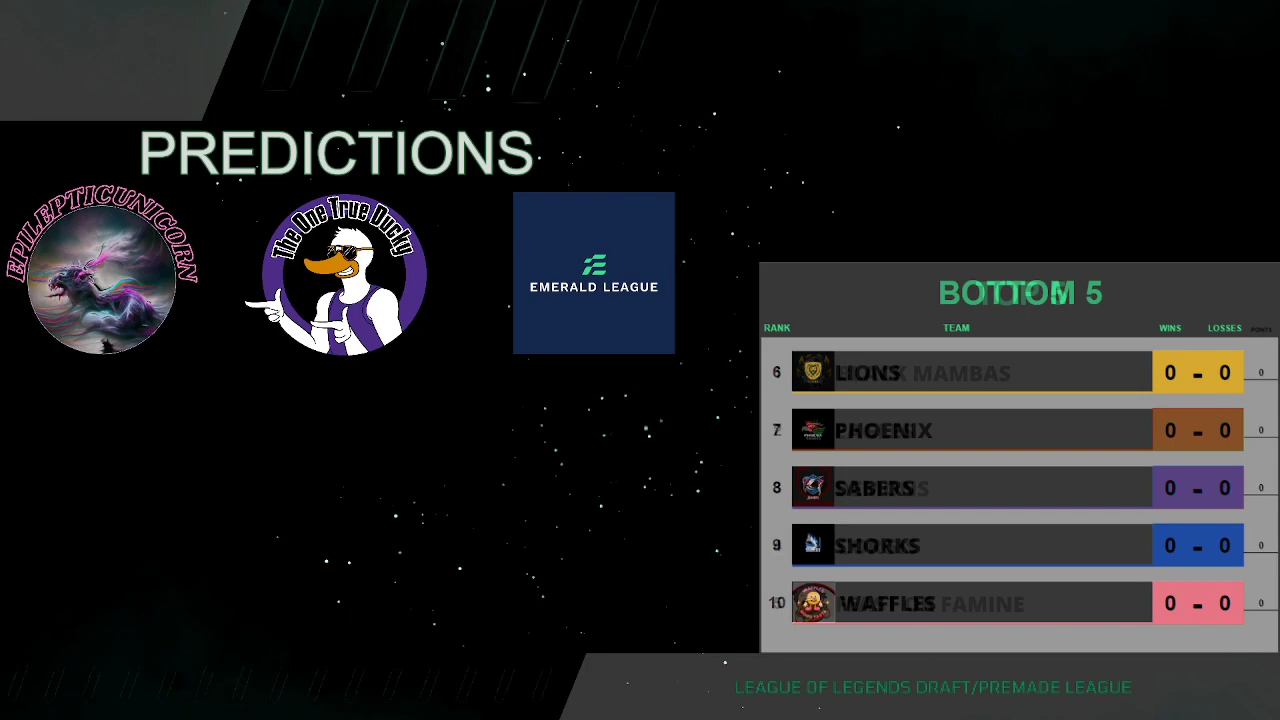 PREDICTIONS
EPILEPTICUNICORN
The One True Ducky
EMERALD LEAGUE
BOTTOM 5
RANK TEAM WINS LOSSES POINTS
6 LIONS MAMBAS 0 - 0 0
7 PHOENIX 0 - 0 0
8 SABERS 0 - 0 0
9 SHORKS 0 - 0 0
10 WAFFLES FAMINE 0 - 0 0
LEAGUE OF LEGENDS DRAFT/PREMADE LEAGUE